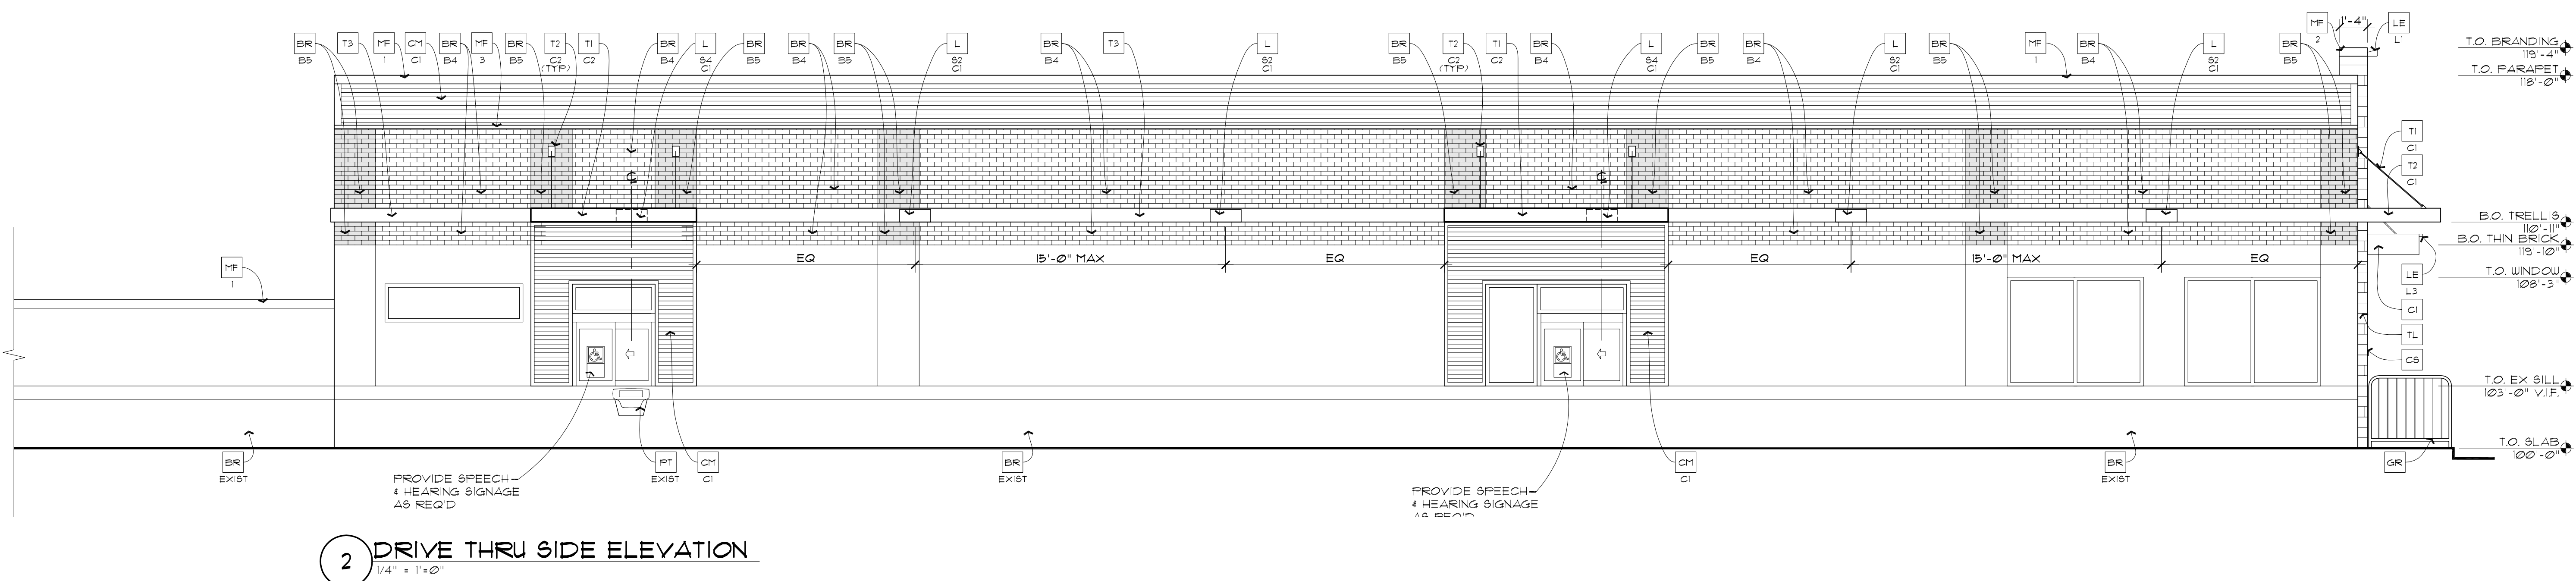 BR
B5
T3
MF
1
CM
C1
BR
B4
MF
3
BR
B5
T2
C2
(TYP.)
T1
C2
BR
B4
L
S4
C1
BR
B5
BR
B4
BR
B5
L
S2
C1
BR
B4
T3
L
S2
C1
BR
B5
T2
C2
(TYP.)
T1
C2
BR
B4
L
S4
C1
BR
B5
BR
B4
L
S2
C1
BR
B5
MF
1
BR
B4
L
S2
C1
BR
B5
MF
2
1'-4"
LE
L1
T.O. BRANDING
119'-4"
T.O. PARAPET
118'-0"
T1
C1
T2
C1
B.O. TRELLIS
110'-11"
B.O. THIN BRICK
119'-10"
T.O. WINDOW
108'-3"
LE
L3
C1
TL
CS
T.O. EX SILL
103'-0" V.I.F.
T.O. SLAB
100'-0"
GR
MF
1
EQ
15'-0" MAX
EQ
EQ
15'-0" MAX
EQ
BR
EXIST
PT
EXIST
CM
C1
BR
EXIST
CM
C1
BR
EXIST
PROVIDE SPEECH
& HEARING SIGNAGE
AS REQ'D
PROVIDE SPEECH
& HEARING SIGNAGE
AS REQ'D
2
DRIVE THRU SIDE ELEVATION
1/4" = 1'=0"